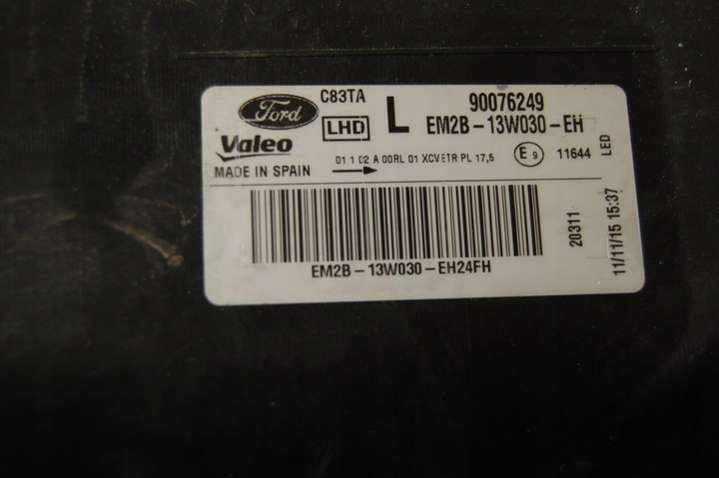 C83TA
Ford
LHD
L
90076249
EM2B-13W030-EH
Valeo
MADE IN SPAIN
01 1 02 A 00RL 01 XCVETR PL 17,5
E9
11644
LED
EM2B-13W030-EH24FH
20311
11/11/15 15:37